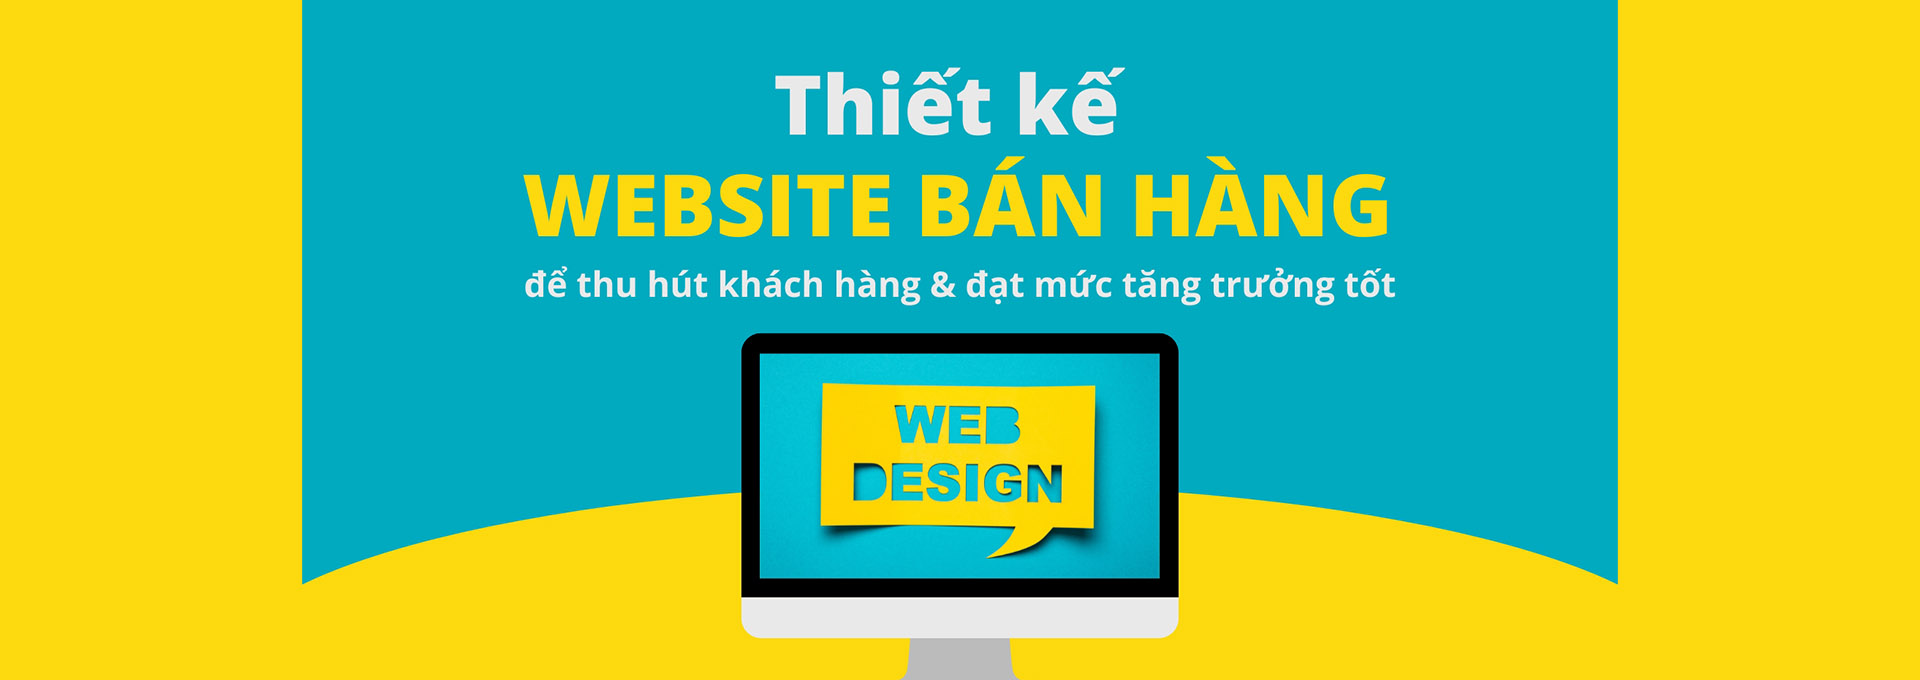 Thiết kế
WEBSITE BÁN HÀNG
để thu hút khách hàng & đạt mức tăng trưởng tốt
WEB
DESIGN